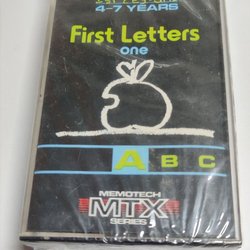 4-7 YEARS
First Letters
one
A B C
MEMOTECH
MTX
SERIES